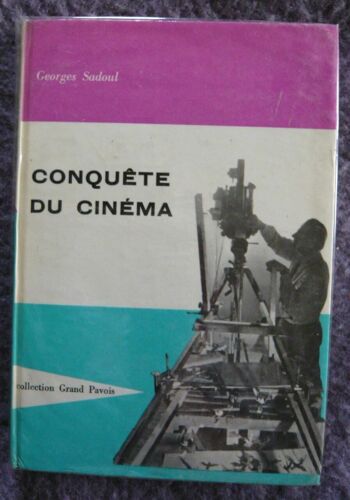 Georges Sadoul
CONQUÊTE
DU CINÉMA
collection Grand Pavois